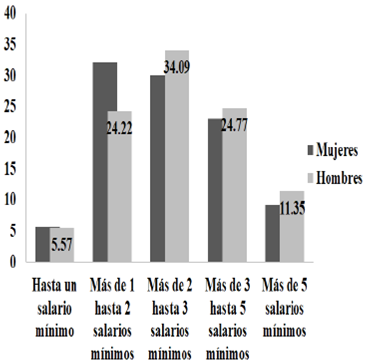 40
35
30
25
20
15
10
5
0
34.09
24.22
24.77
11.35
5.57
Mujeres
Hombres
Hasta un
salario
mínimo
Más de 1
hasta 2
salarios
mínimos
Más de 2
hasta 3
salarios
mínimos
Más de 3
hasta 5
salarios
mínimos
Más de 5
salarios
mínimos